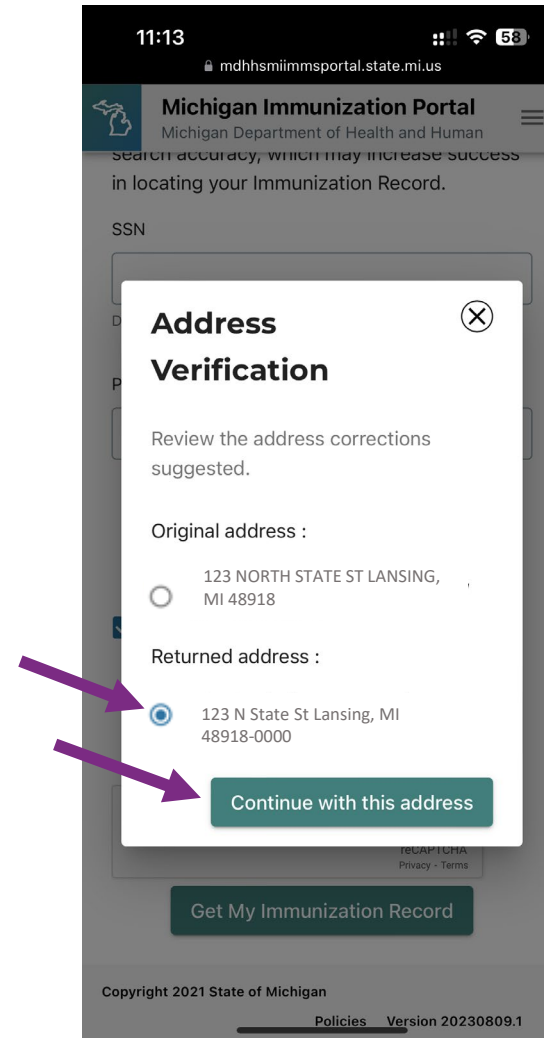 11:13
58
mdhhsmiimmsportal.state.mi.us
Michigan Immunization Portal
Michigan Department of Health and Human
search accuracy, which may increase success
in locating your Immunization Record.
SSN
D
Address
Verification
P
Review the address corrections
suggested.
Original address :
123 NORTH STATE ST LANSING,
MI 48918
Returned address :
123 N State St Lansing, MI
48918-0000
Continue with this address
reCAPTCHA
Privacy - Terms
Get My Immunization Record
Copyright 2021 State of Michigan
Policies Version 20230809.1